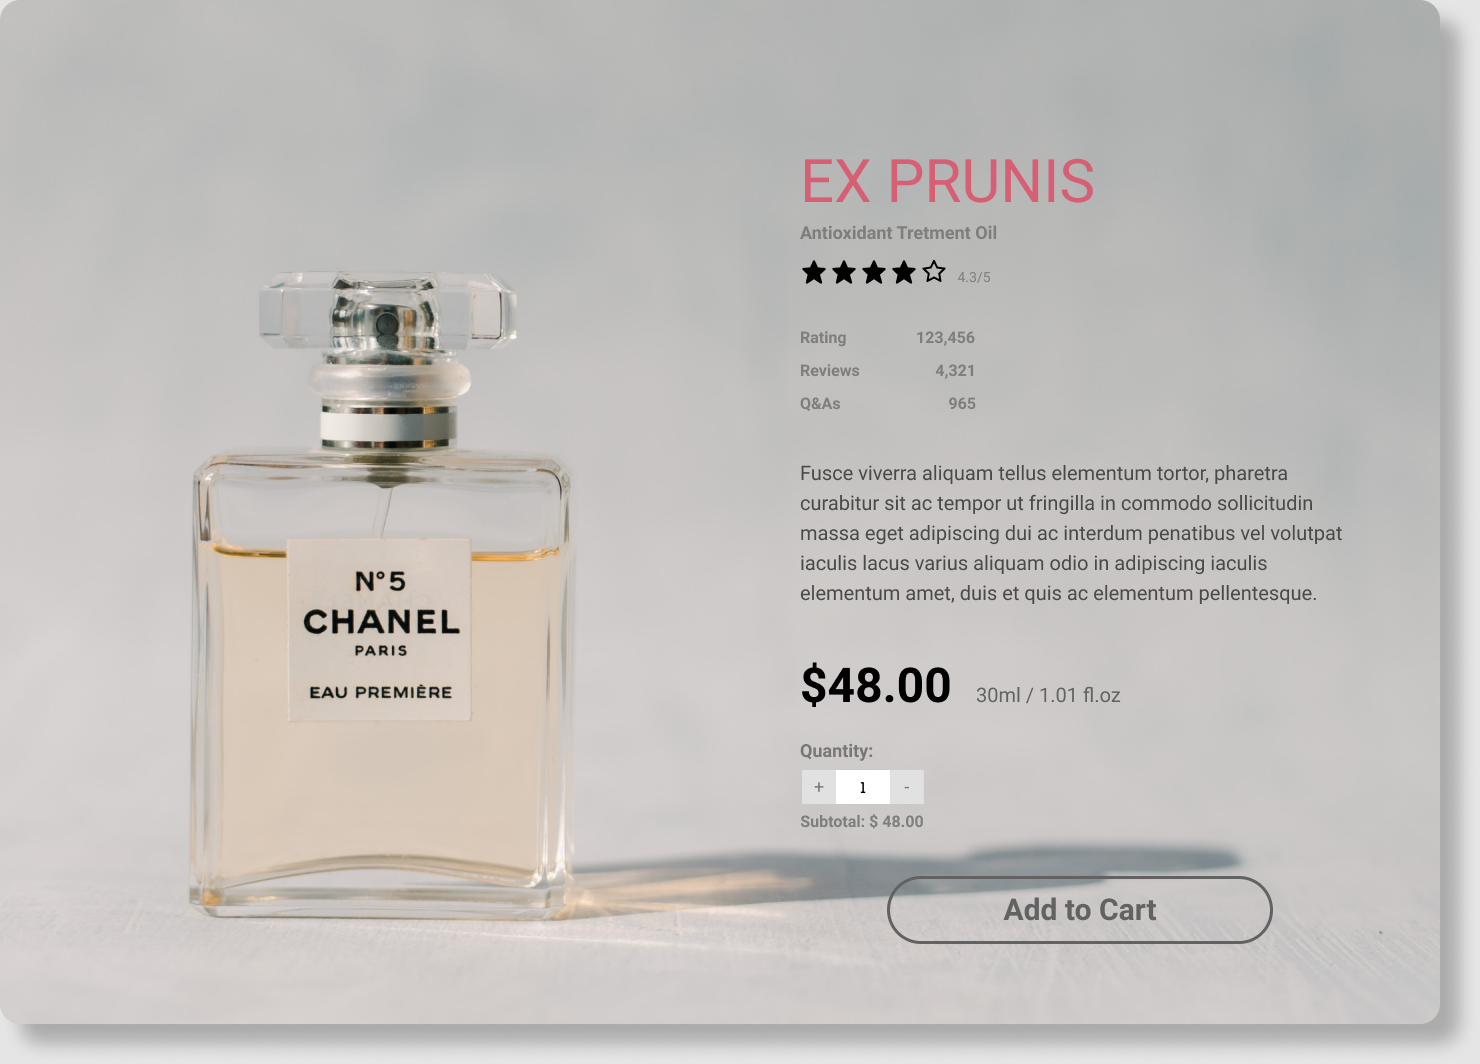 EX PRUNIS
Antioxidant Tretment Oil
4.3/5
Rating 123,456
Reviews 4,321
Q&As 965
Fusce viverra aliquam tellus elementum tortor, pharetra
curabitur sit ac tempor ut fringilla in commodo sollicitudin
massa eget adipiscing dui ac interdum penatibus vel volutpat
iaculis lacus varius aliquam odio in adipiscing iaculis
elementum amet, duis et quis ac elementum pellentesque.
$48.00 30ml / 1.01 fl.oz
Quantity:
+ 1 -
Subtotal: $ 48.00
Add to Cart
N°5
CHANEL
PARIS
EAU PREMIÈRE